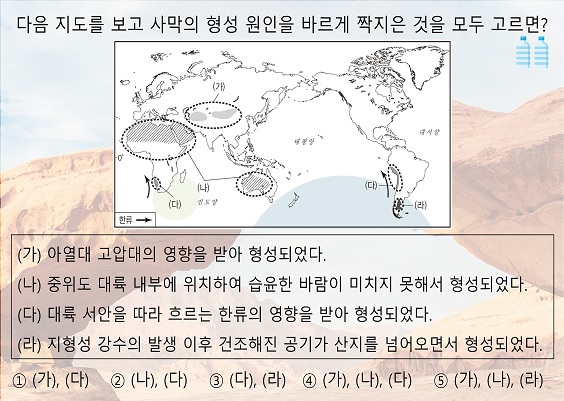 다음 지도를 보고 사막의 형성 원인을 바르게 짝지은 것을 모두 고르면?
(가)
태평양
대서양
0°
(나)
(다)
인도양
(다)
(라)
한류
(가) 아열대 고압대의 영향을 받아 형성되었다.
(나) 중위도 대륙 내부에 위치하여 습윤한 바람이 미치지 못해서 형성되었다.
(다) 대륙 서안을 따라 흐르는 한류의 영향을 받아 형성되었다.
(라) 지형성 강수의 발생 이후 건조해진 공기가 산지를 넘어오면서 형성되었다.
① (가), (다) ② (나), (다) ③ (다), (라) ④ (가), (나), (다) ⑤ (가), (나), (라)